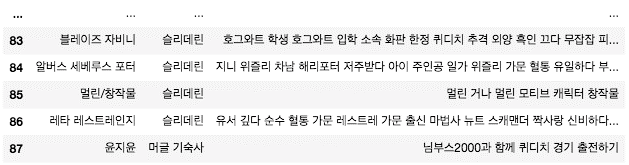 ... ... ... ...
83 블레이즈 자비니 슬리데린 호그와트 학생 호그와트 입학 소속 화판 한정 퀴디치 추격 외양 흑인 끄다 무잡잡 피...
84 알버스 세베루스 포터 슬리데린 지니 위즐리 차남 해리포터 저주받다 아이 주인공 일가 위즐리 가문 혈통 유일하다 부...
85 멀린/창작물 슬리데린 멀린 거나 멀린 모티브 캐릭터 창작물
86 레타 레스트레인지 슬리데린 유서 깊다 순수 혈통 가문 레스트레 가문 출신 마법사 뉴트 스캐맨더 짝사랑 신비하다...
87 윤지윤 머글 기숙사 님부스2000과 함께 퀴디치 경기 출전하기